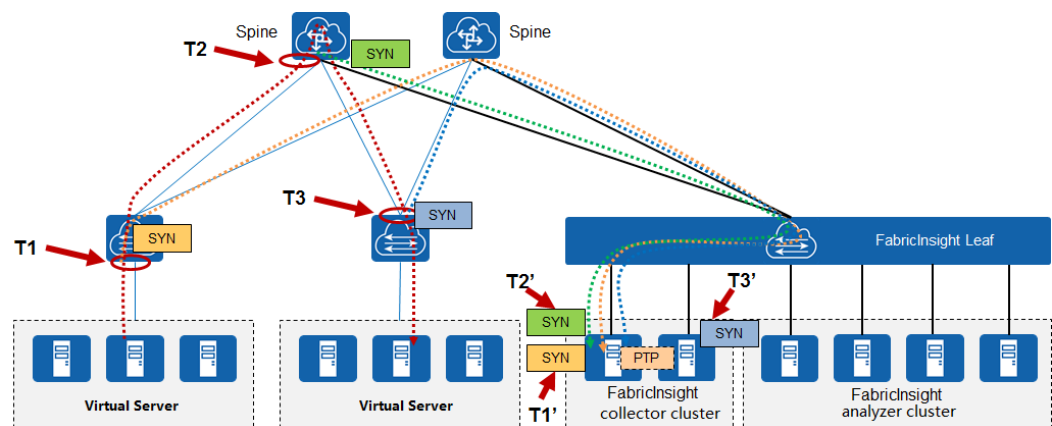 Spine
Spine
T2
SYN
T3
SYN
T1
SYN
FabricInsight Leaf
T2’
T3’
SYN
SYN
SYN
PTP
T1’
Virtual Server
Virtual Server
FabricInsight
collector cluster
FabricInsight
analyzer cluster